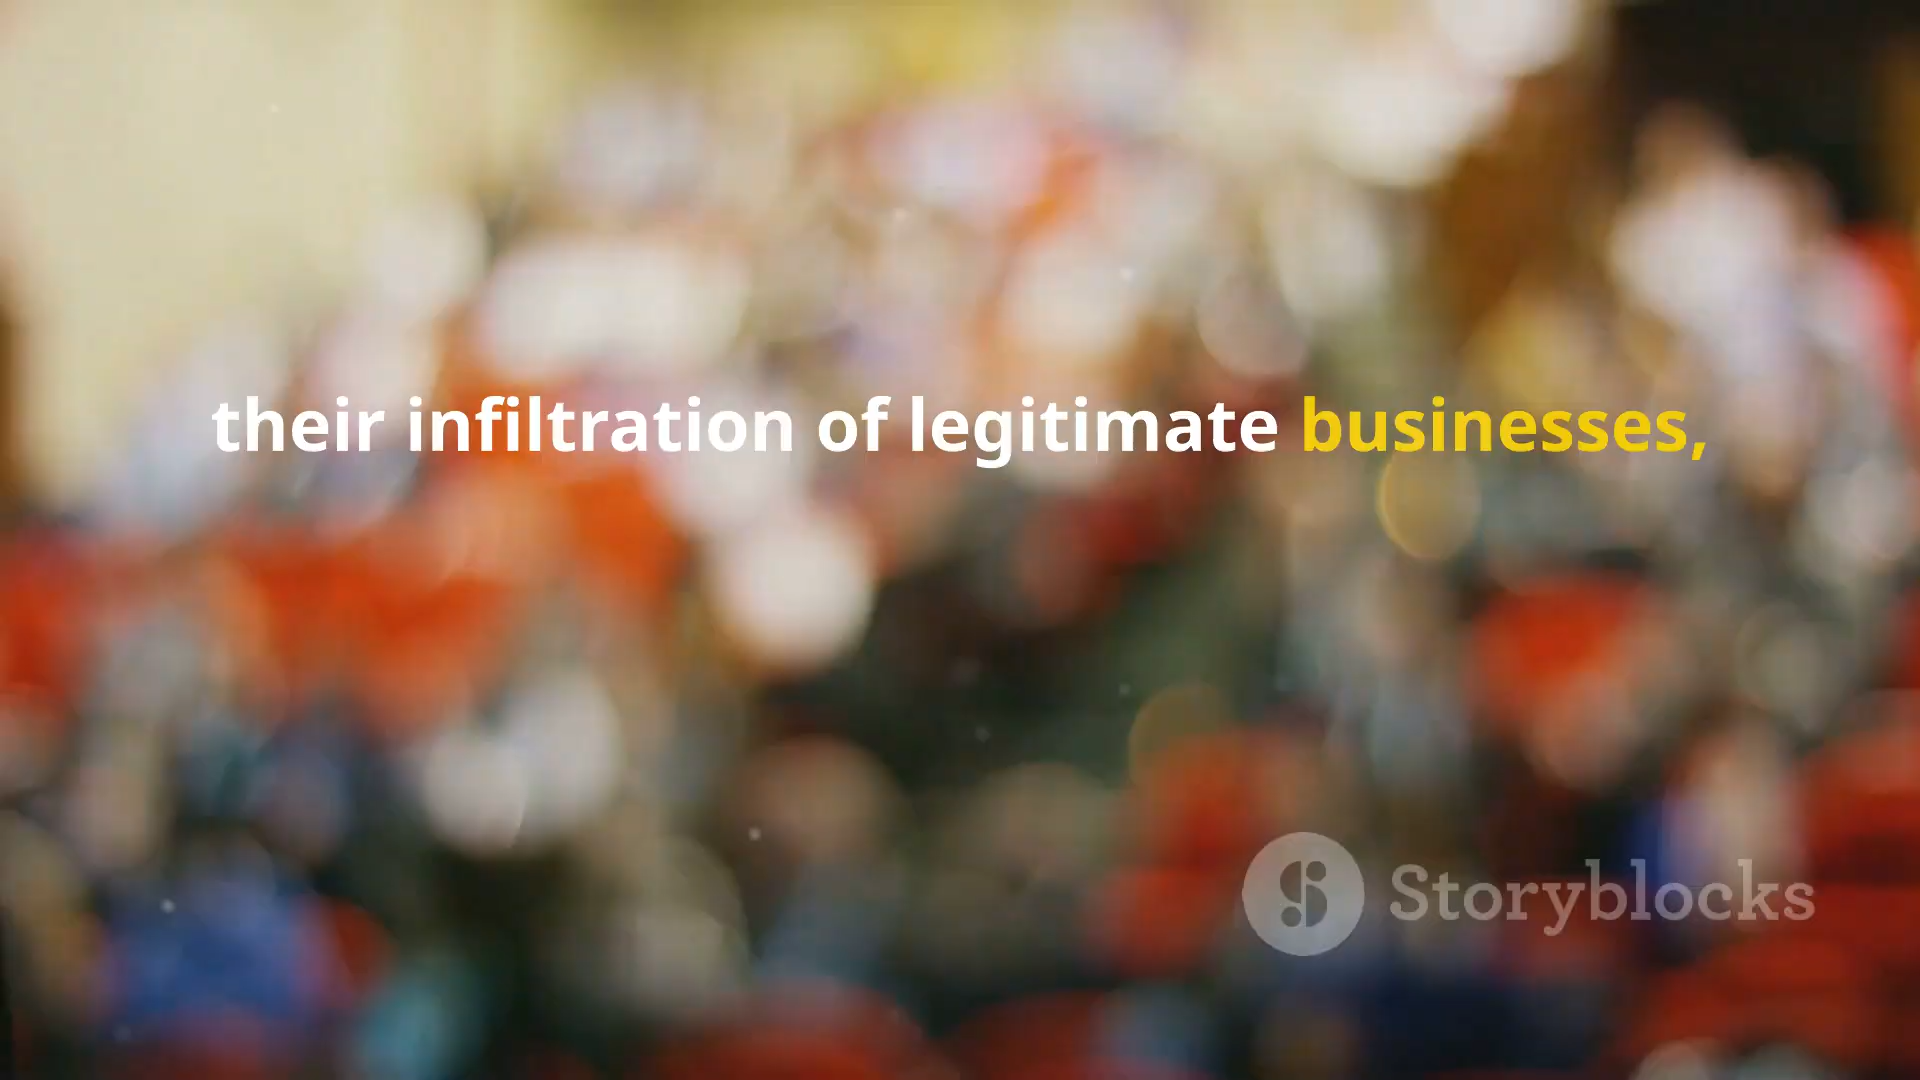 their infiltration of legitimate businesses,
Storyblocks